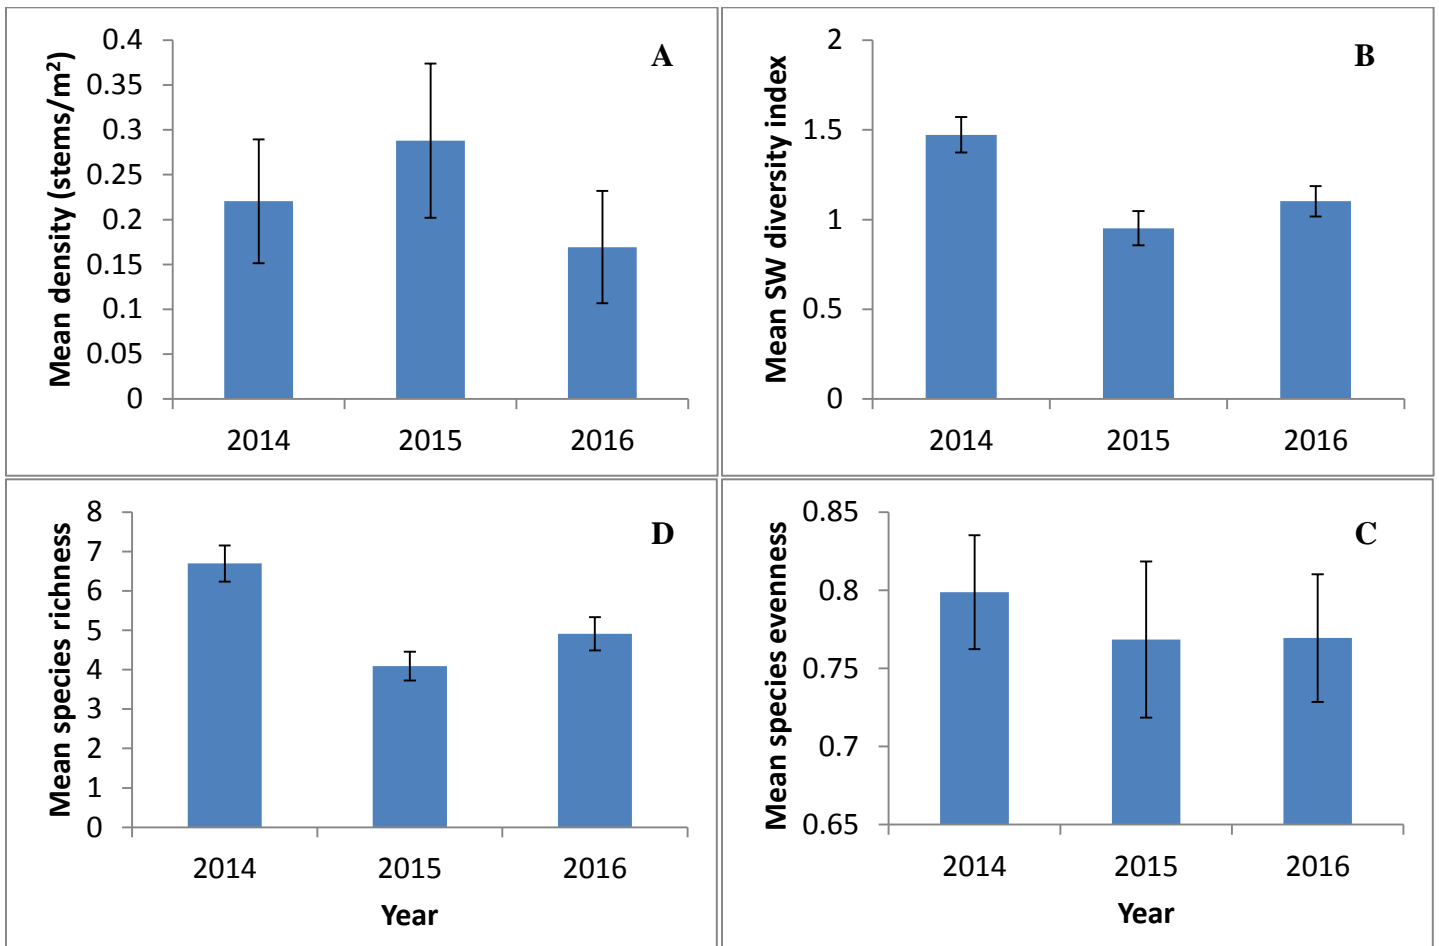 A
Mean density (stems/m²)
0.4
0.35
0.3
0.25
0.2
0.15
0.1
0.05
0
2014 2015 2016
B
Mean SW diversity index
2
1.5
1
0.5
0
2014 2015 2016
D
Mean species richness
8
7
6
5
4
3
2
1
0
2014 2015 2016
Year
C
Mean species evenness
0.85
0.8
0.75
0.7
0.65
2014 2015 2016
Year